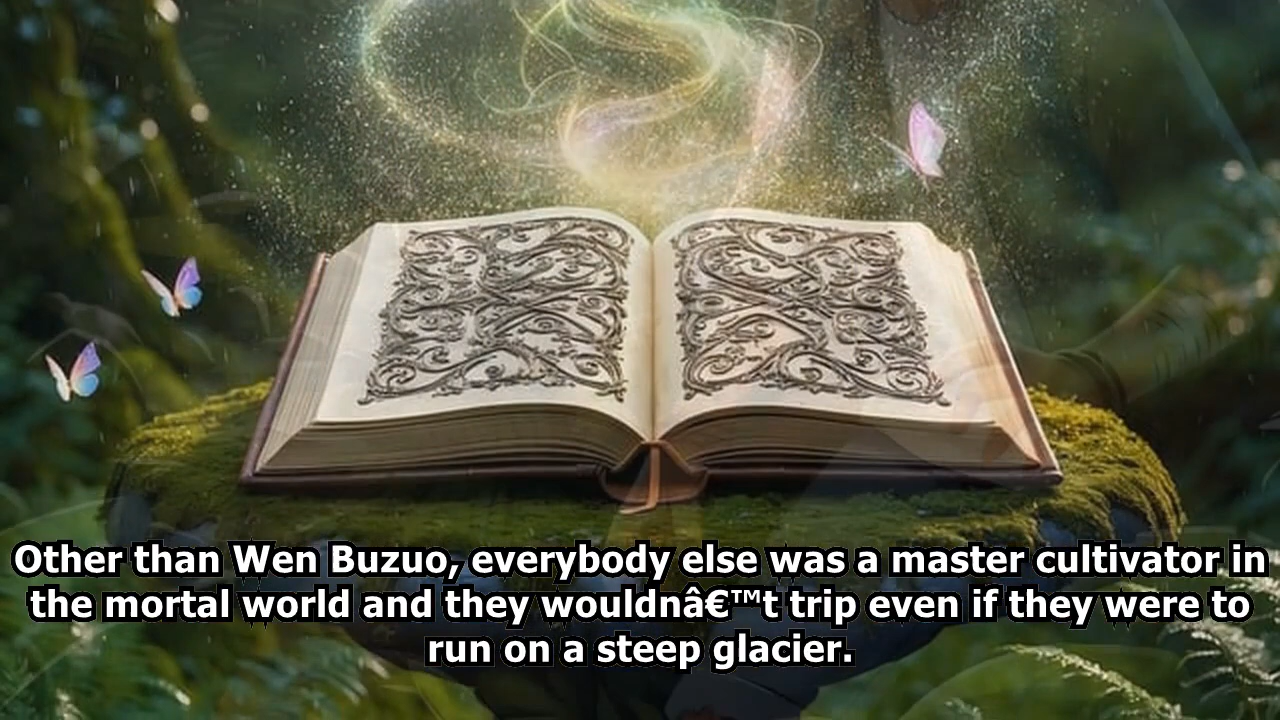 Other than Wen Buzuo, everybody else was a master cultivator in
the mortal world and they wouldnâ€™t trip even if they were to
run on a steep glacier.